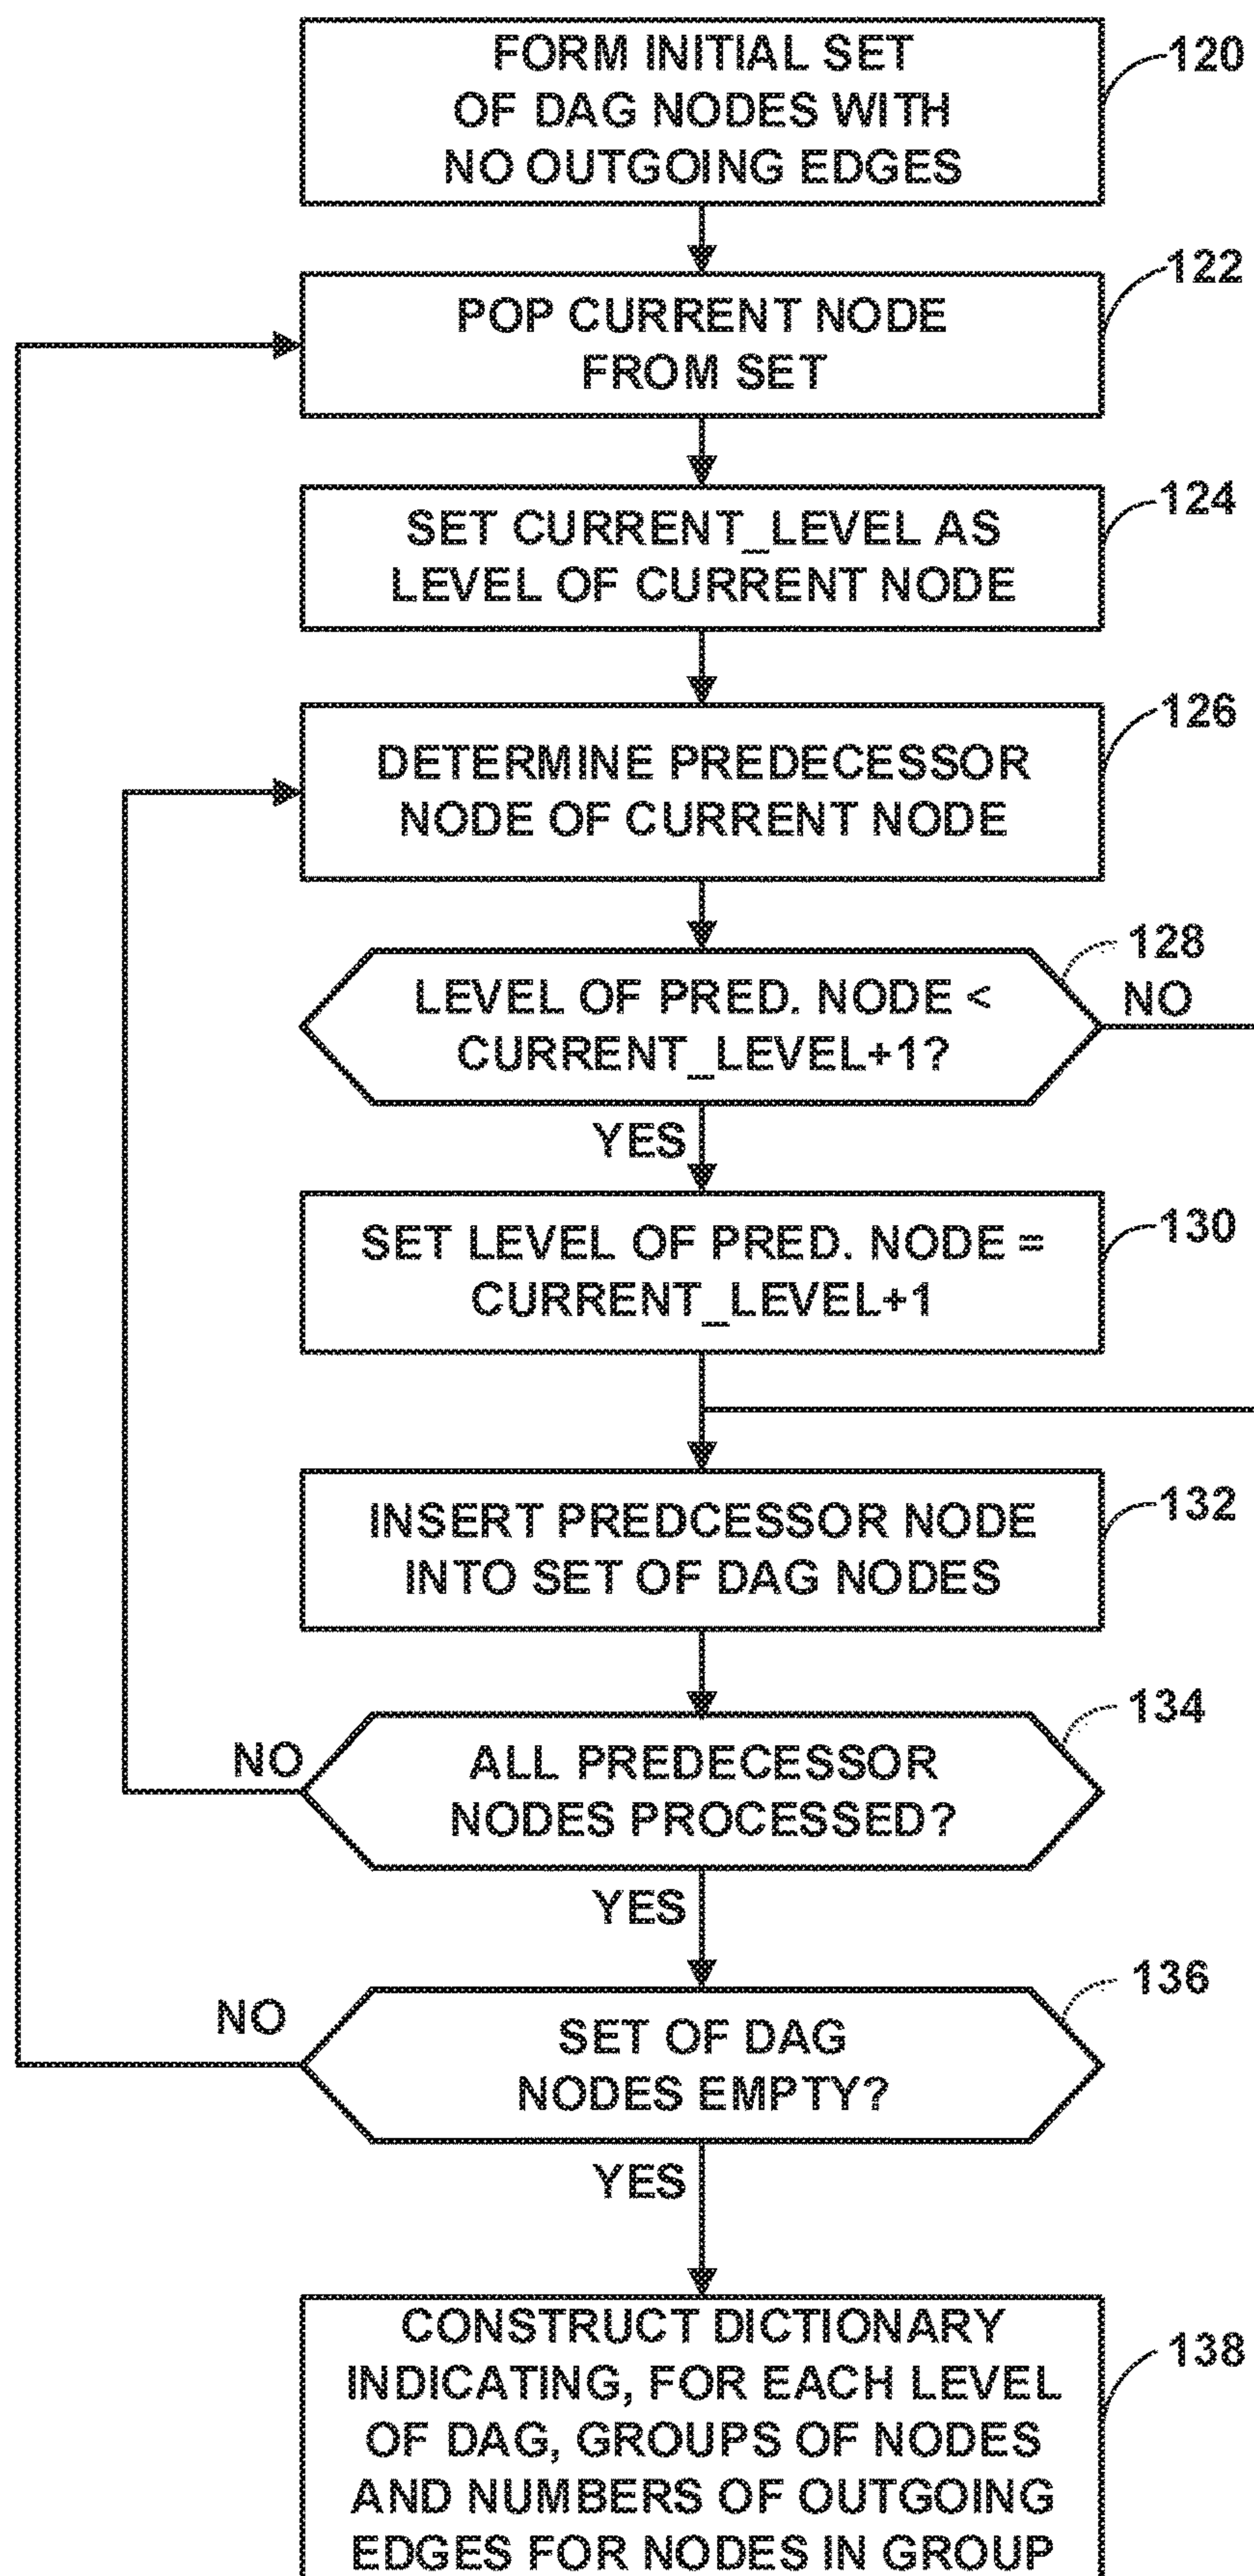 FORM INITIAL SET
OF DAG NODES WITH
NO OUTGOING EDGES
120
POP CURRENT NODE
FROM SET
122
SET CURRENT_LEVEL AS
LEVEL OF CURRENT NODE
124
DETERMINE PREDECESSOR
NODE OF CURRENT NODE
126
LEVEL OF PRED. NODE <
CURRENT_LEVEL+1?
128
NO
YES
SET LEVEL OF PRED. NODE =
CURRENT_LEVEL+1
130
INSERT PREDCESSOR NODE
INTO SET OF DAG NODES
132
ALL PREDECESSOR
NODES PROCESSED?
134
NO
YES
SET OF DAG
NODES EMPTY?
136
NO
YES
CONSTRUCT DICTIONARY
INDICATING, FOR EACH LEVEL
OF DAG, GROUPS OF NODES
AND NUMBERS OF OUTGOING
EDGES FOR NODES IN GROUP
138